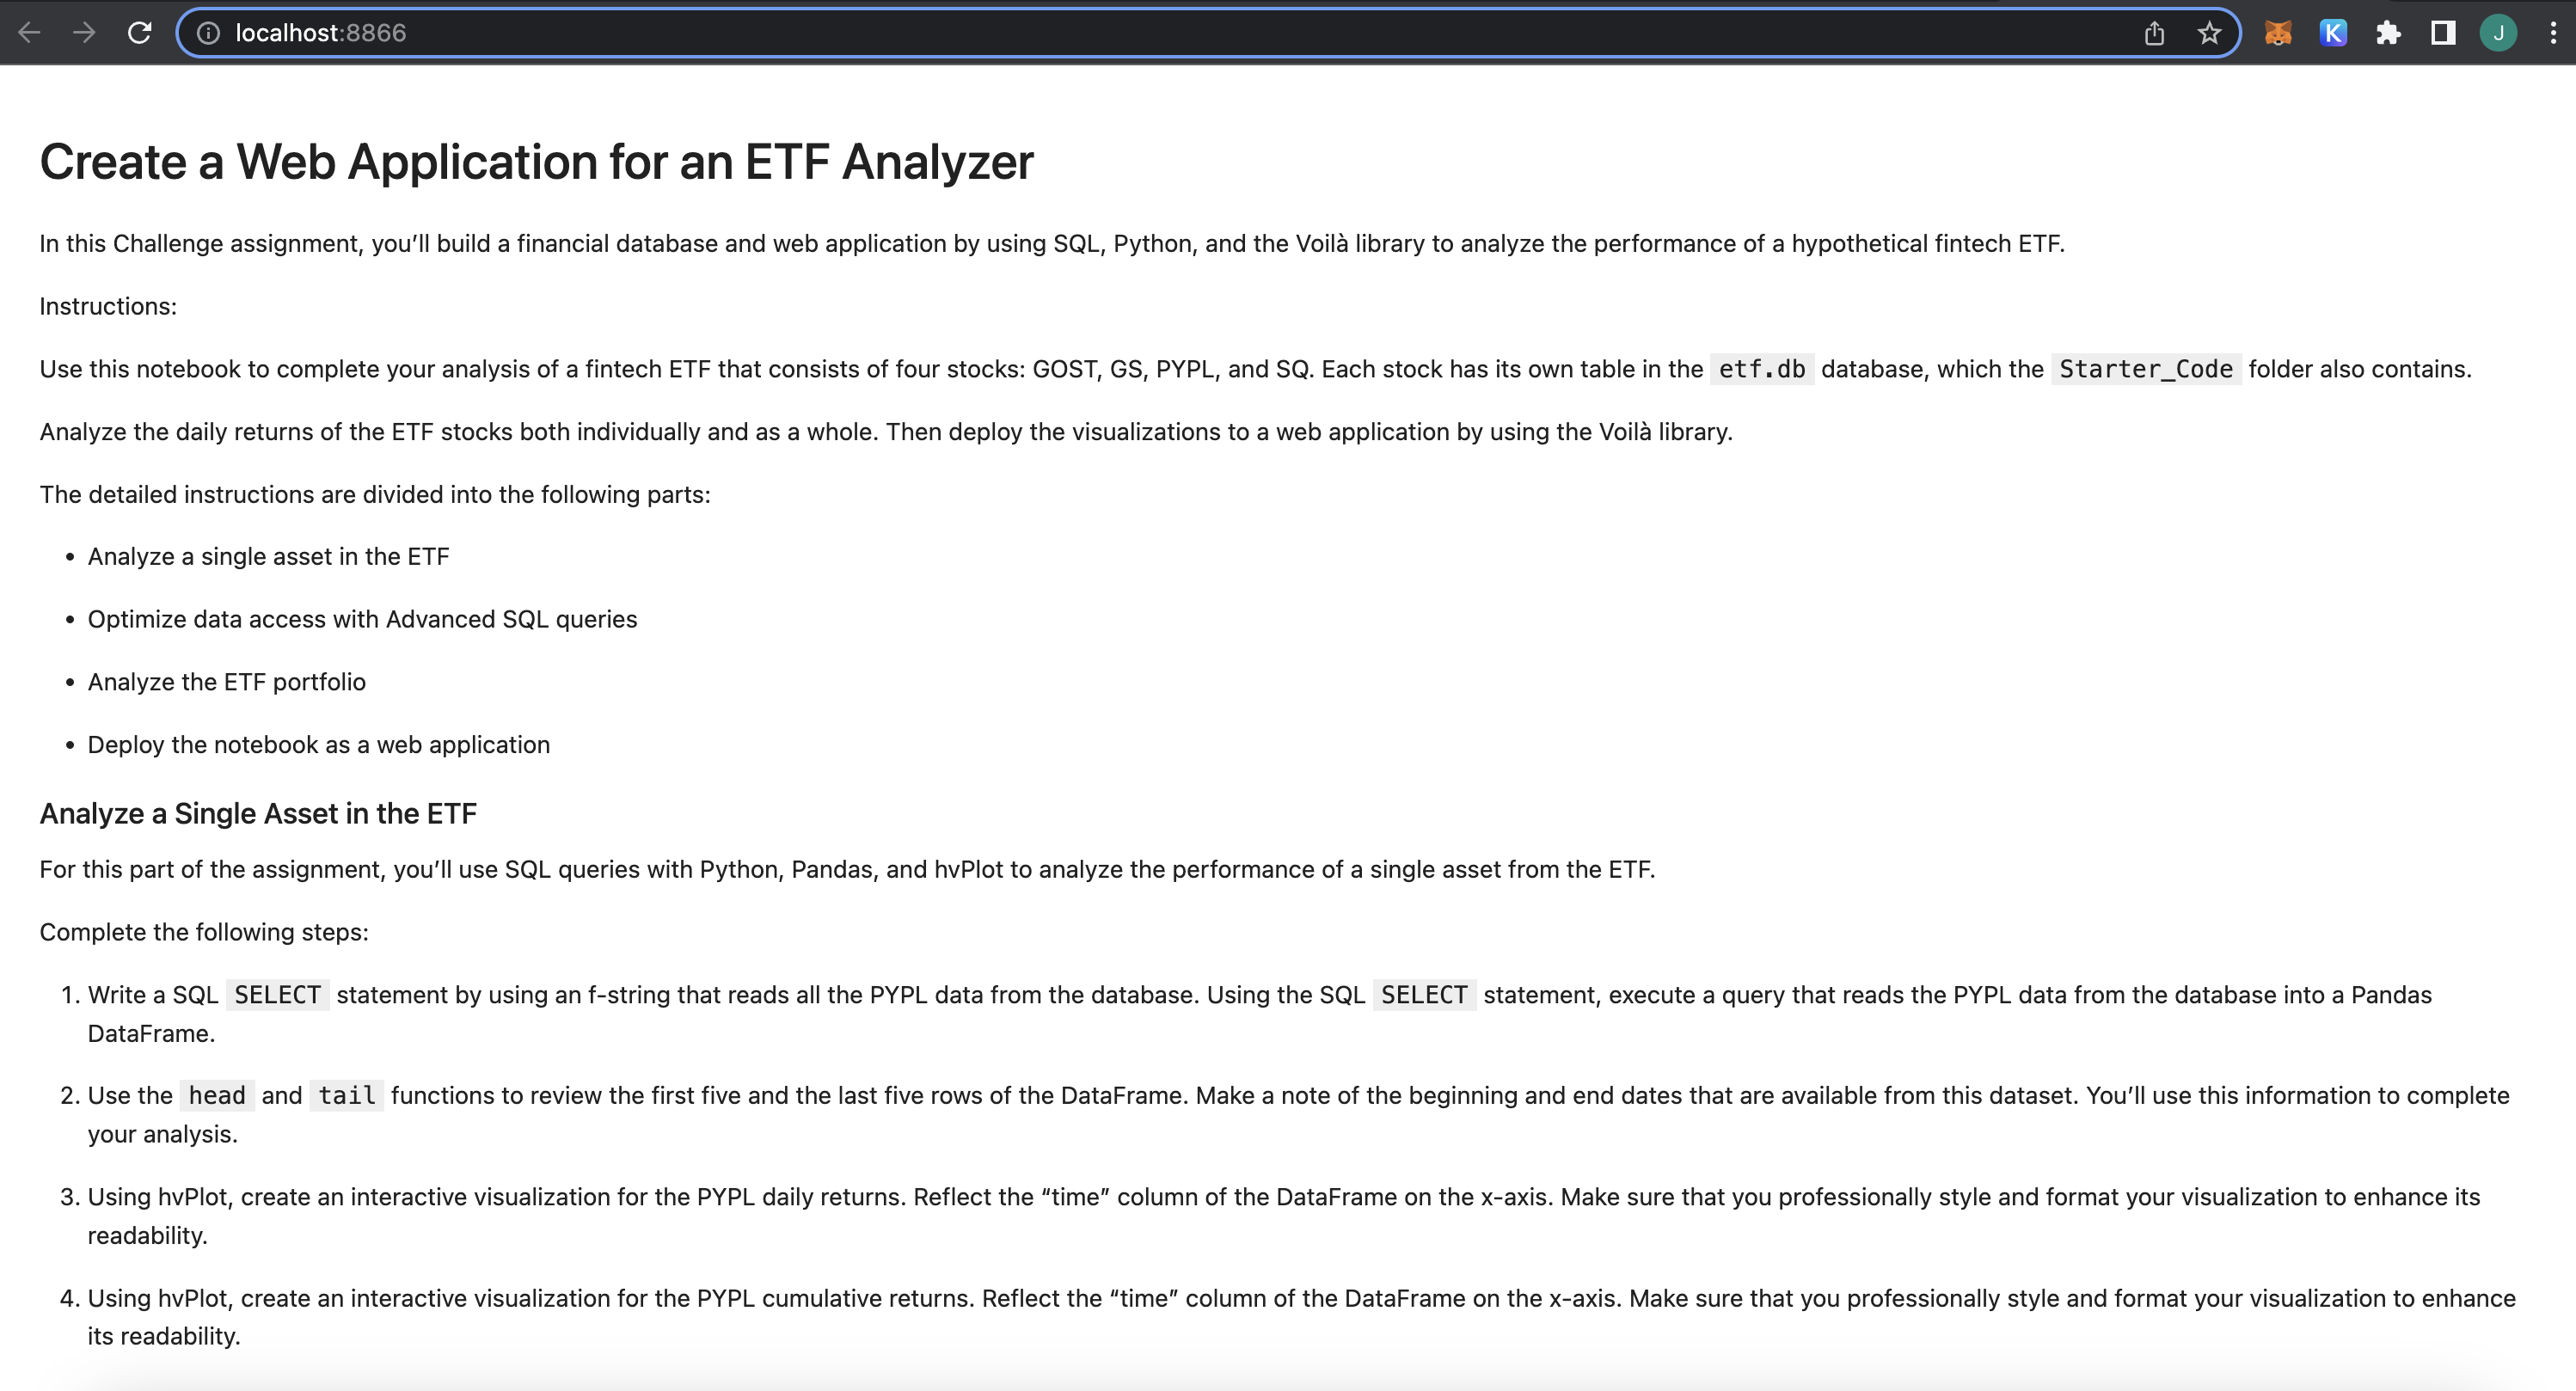 localhost:8866
K
J
Create a Web Application for an ETF Analyzer
In this Challenge assignment, you’ll build a financial database and web application by using SQL, Python, and the Voilà library to analyze the performance of a hypothetical fintech ETF.
Instructions:
Use this notebook to complete your analysis of a fintech ETF that consists of four stocks: GOST, GS, PYPL, and SQ. Each stock has its own table in the etf.db database, which the Starter_Code folder also contains.
Analyze the daily returns of the ETF stocks both individually and as a whole. Then deploy the visualizations to a web application by using the Voilà library.
The detailed instructions are divided into the following parts:
• Analyze a single asset in the ETF
• Optimize data access with Advanced SQL queries
• Analyze the ETF portfolio
• Deploy the notebook as a web application
Analyze a Single Asset in the ETF
For this part of the assignment, you’ll use SQL queries with Python, Pandas, and hvPlot to analyze the performance of a single asset from the ETF.
Complete the following steps:
1. Write a SQL SELECT statement by using an f-string that reads all the PYPL data from the database. Using the SQL SELECT statement, execute a query that reads the PYPL data from the database into a Pandas
DataFrame.
2. Use the head and tail functions to review the first five and the last five rows of the DataFrame. Make a note of the beginning and end dates that are available from this dataset. You’ll use this information to complete
your analysis.
3. Using hvPlot, create an interactive visualization for the PYPL daily returns. Reflect the “time” column of the DataFrame on the x-axis. Make sure that you professionally style and format your visualization to enhance its
readability.
4. Using hvPlot, create an interactive visualization for the PYPL cumulative returns. Reflect the “time” column of the DataFrame on the x-axis. Make sure that you professionally style and format your visualization to enhance
its readability.